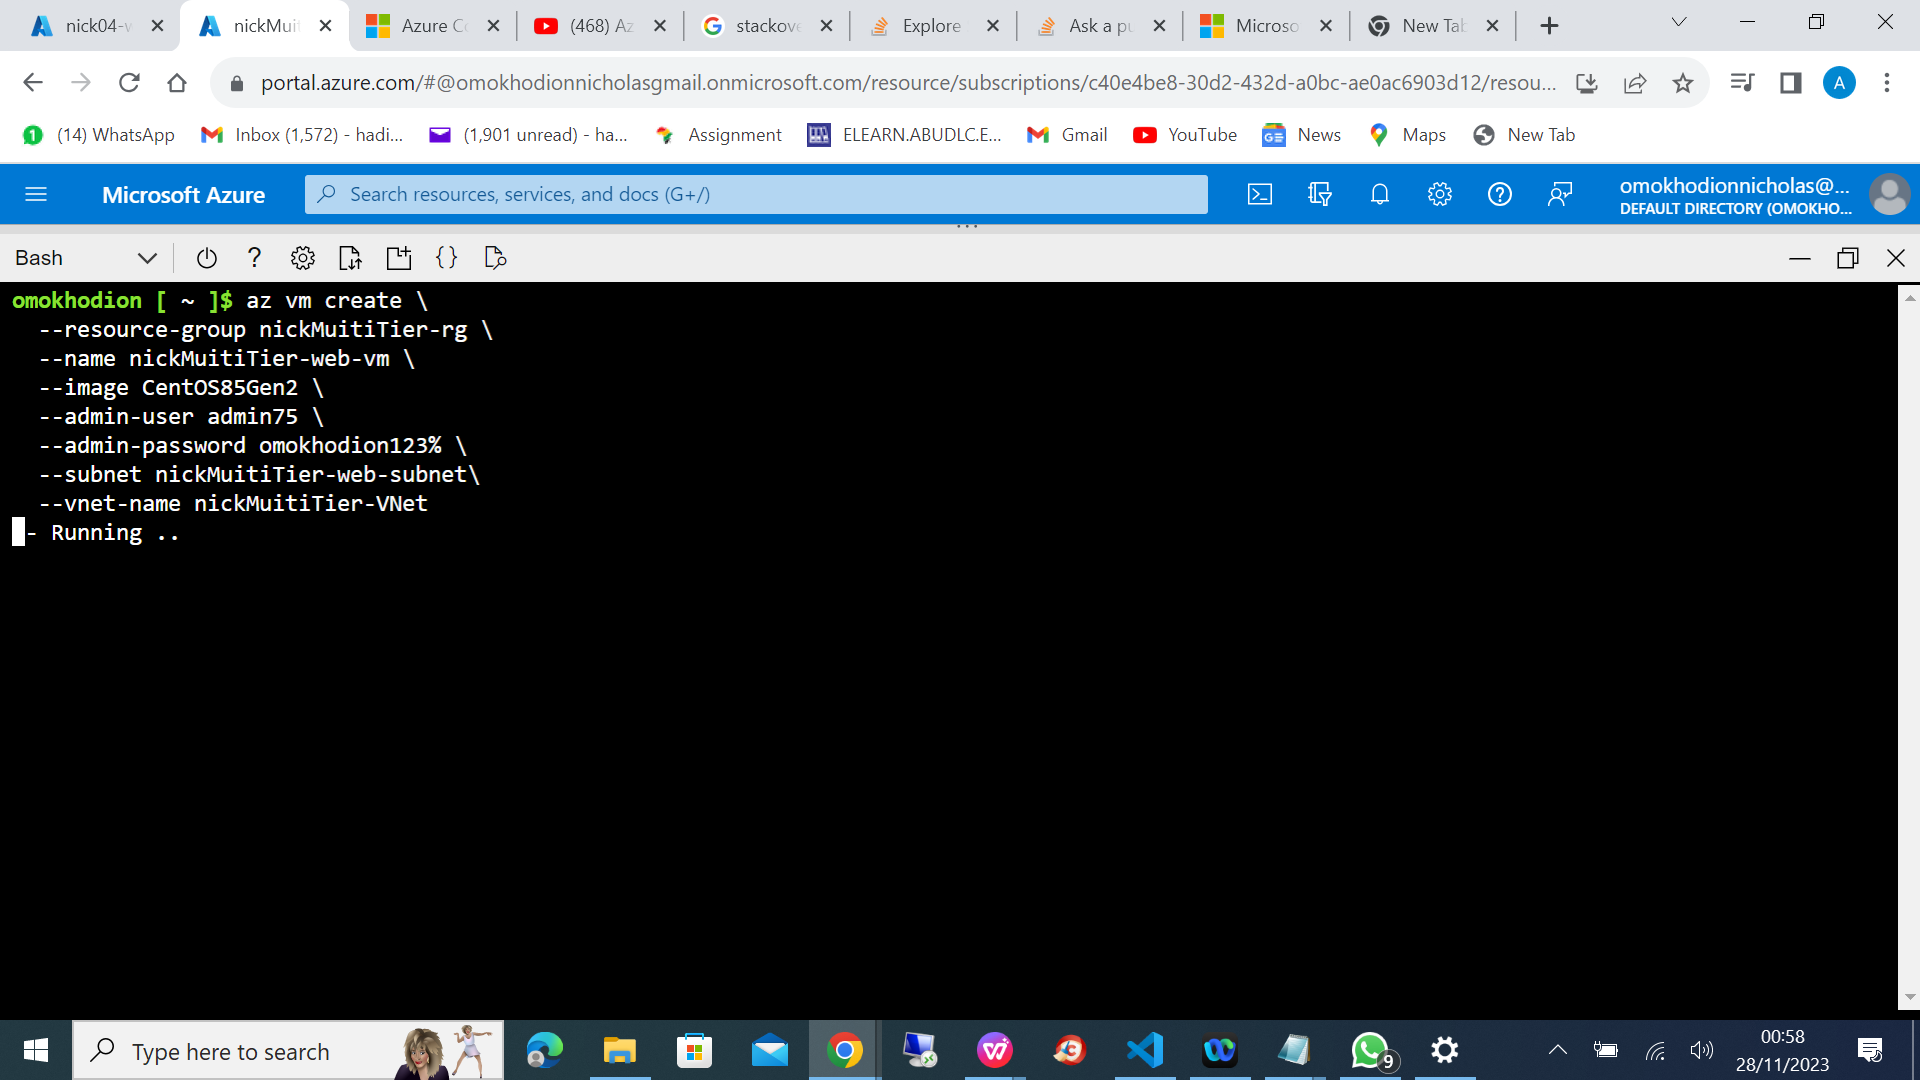 nick04-w
nickMuit
Azure Co
(468) Az
stackove
Explore
Ask a pu
Microso
New Tab
portal.azure.com/#@omokhodionnicholasgmail.onmicrosoft.com/resource/subscriptions/c40e4be8-30d2-432d-a0bc-ae0ac6903d12/resou...
A
1 (14) WhatsApp
Inbox (1,572) - hadi...
(1,901 unread) - ha...
Assignment
ELEARN.ABUDLC.E...
Gmail
YouTube
News
Maps
New Tab
Microsoft Azure
Search resources, services, and docs (G+/)
omokhodionnicholas@...
DEFAULT DIRECTORY (OMOKHO...
Bash
omokhodion [ ~ ]$ az vm create \
--resource-group nickMuitiTier-rg \
--name nickMuitiTier-web-vm \
--image CentOS85Gen2 \
--admin-user admin75 \
--admin-password omokhodion123% \
--subnet nickMuitiTier-web-subnet\
--vnet-name nickMuitiTier-VNet
- Running ..
Type here to search
9
00:58
28/11/2023